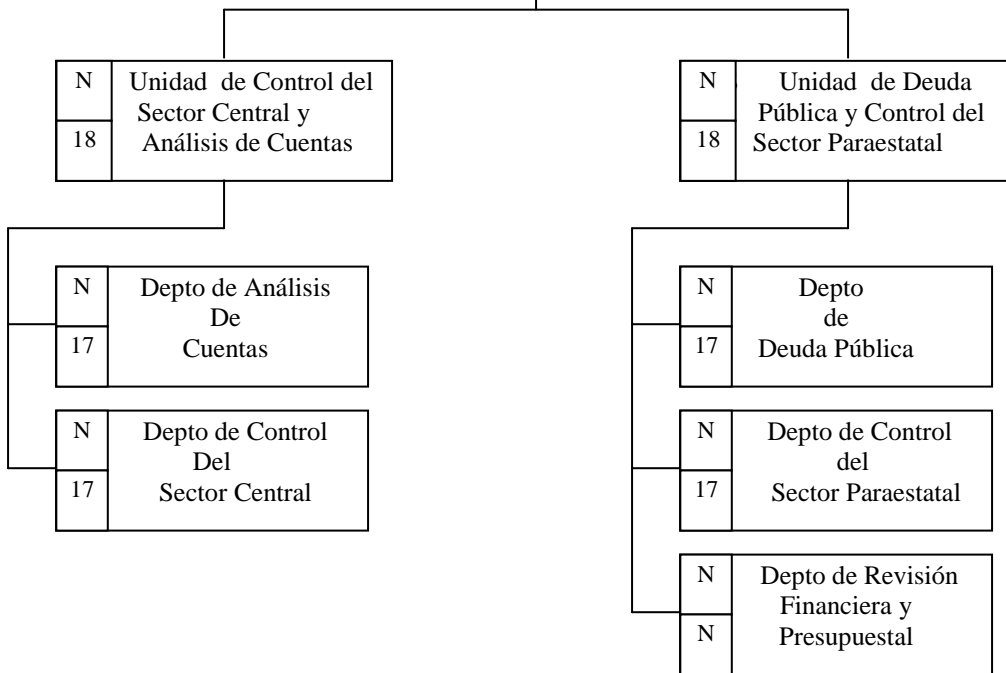 N
18
Unidad de Control del
Sector Central y
Análisis de Cuentas
N
18
Unidad de Deuda
Pública y Control del
Sector Paraestatal
N
17
Depto de Análisis
De
Cuentas
N
17
Depto
de
Deuda Pública
N
17
Depto de Control
Del
Sector Central
N
17
Depto de Control
del
Sector Paraestatal
N
N
Depto de Revisión
Financiera y
Presupuestal